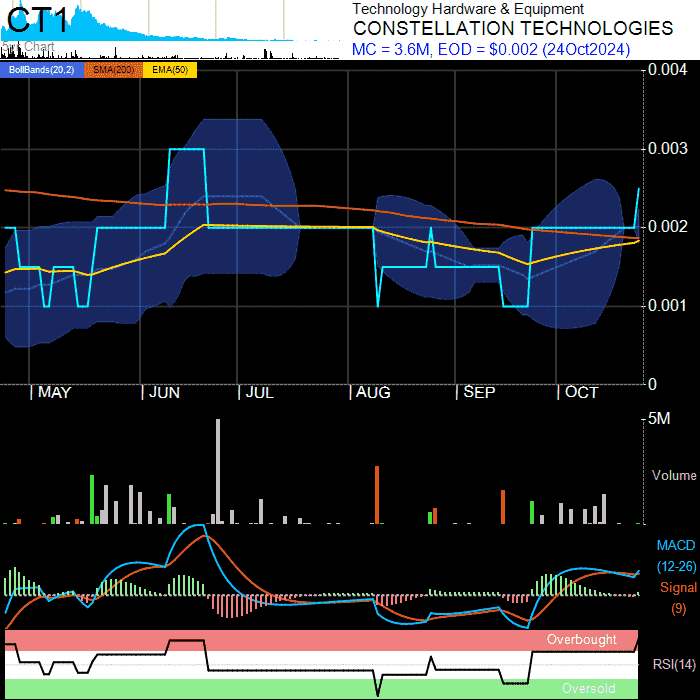 CT1
Technology Hardware & Equipment
CONSTELLATION TECHNOLOGIES
MC = 3.6M, EOD = $0.002 (24Oct2024)
5yr Chart
BollBands(20,2) SMA(200) EMA(50)
0.004
0.003
0.002
0.001
0
MAY JUN JUL AUG SEP OCT
5M
Volume
MACD
(12-26)
Signal
(9)
Overbought
RSI(14)
Oversold